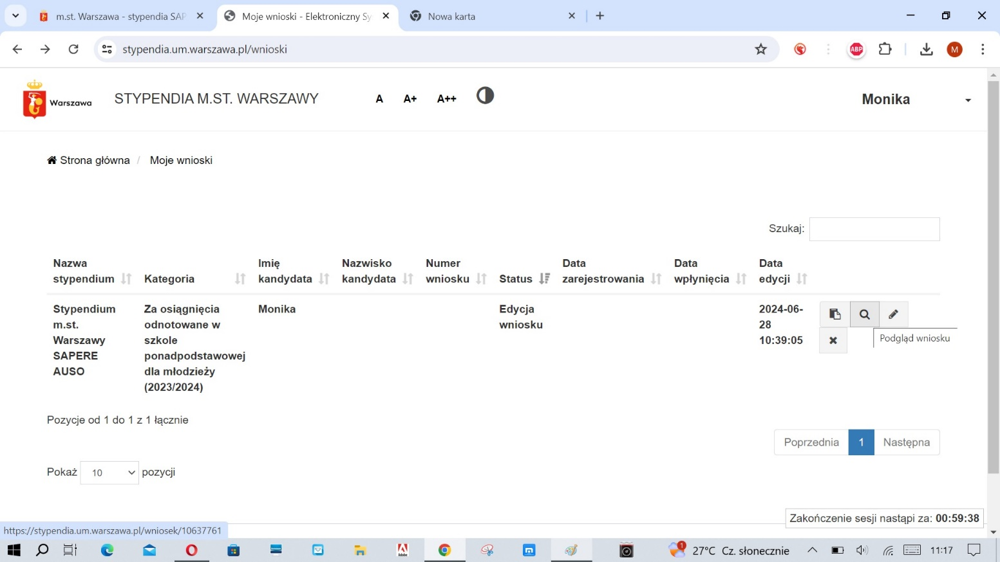 m.st. Warszawa - stypendia SAP
Moje wnioski - Elektroniczny Sy
Nowa karta
stypendia.um.warszawa.pl/wnioski
ABP
M
Warszawa
STYPENDIA M.ST. WARSZAWY
A A+ A++
Monika
Strona główna / Moje wnioski
Szukaj:
Nazwa stypendium
Kategoria
Imię kandydata
Nazwisko kandydata
Numer wniosku
Status
Data zarejestrowania
Data wpłynięcia
Data edycji
Stypendium
m.st.
Warszawy
SAPERE
AUSO
Za osiągnięcia
odnotowane w
szkole
ponadpodstawowej
dla młodzieży
(2023/2024)
Monika
Edycja
wniosku
2024-06-
28
10:39:05
Podgląd wniosku
Pozycje od 1 do 1 z 1 łącznie
Poprzednia 1 Następna
Pokaż 10 pozycji
Zakończenie sesji nastąpi za: 00:59:38
https://stypendia.um.warszawa.pl/wniosek/10637761
Adobe
m
1
27°C Cz. słonecznie
11:17